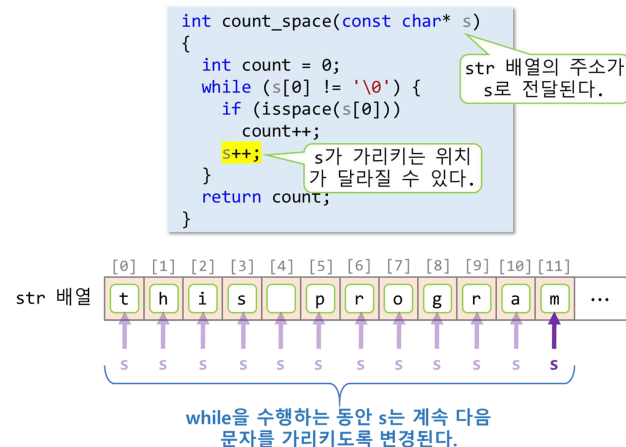 int count_space(const char* s)
{
int count = 0;
while (s[0] != '\0') {
if (isspace(s[0]))
count++;
s++;
}
return count;
}
str 배열의 주소가
s로 전달된다.
s가 가리키는 위치
가 달라질 수 있다.
[0] [1] [2] [3] [4] [5] [6] [7] [8] [9] [10] [11]
str 배열 t h i s p r o g r a m ⋯
s s s s s s s s s s s s
while을 수행하는 동안 s는 계속 다음
문자를 가리키도록 변경된다.